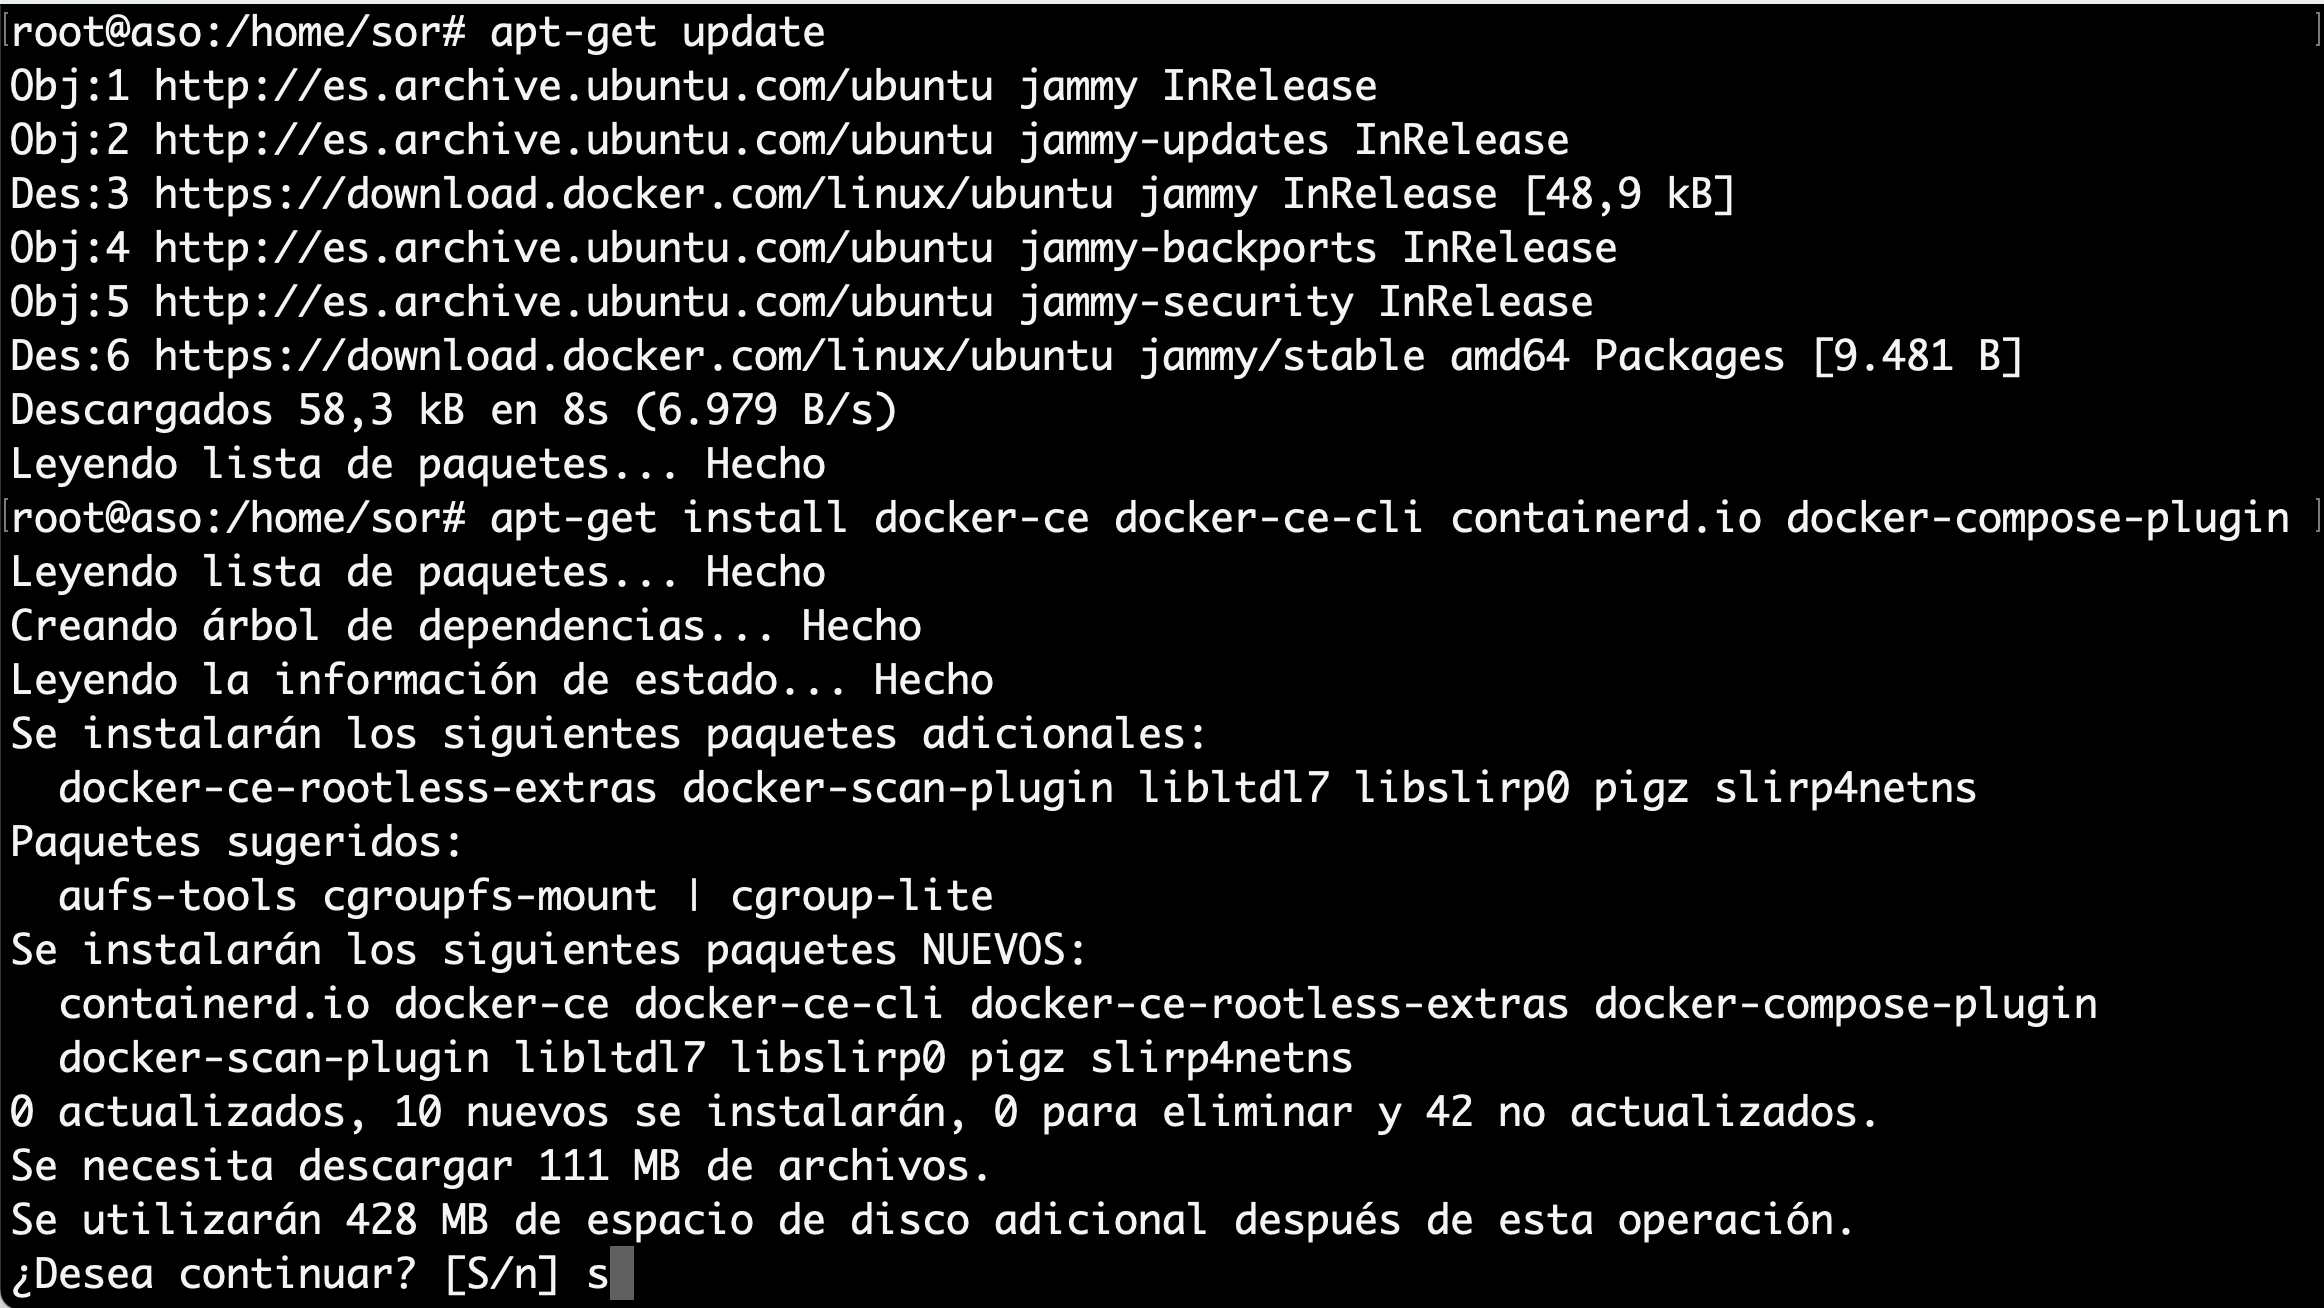 root@aso:/home/sor# apt-get update
Obj:1 http://es.archive.ubuntu.com/ubuntu jammy InRelease
Obj:2 http://es.archive.ubuntu.com/ubuntu jammy-updates InRelease
Des:3 https://download.docker.com/linux/ubuntu jammy InRelease [48,9 kB]
Obj:4 http://es.archive.ubuntu.com/ubuntu jammy-backports InRelease
Obj:5 http://es.archive.ubuntu.com/ubuntu jammy-security InRelease
Des:6 https://download.docker.com/linux/ubuntu jammy/stable amd64 Packages [9.481 B]
Descargados 58,3 kB en 8s (6.979 B/s)
Leyendo lista de paquetes... Hecho
root@aso:/home/sor# apt-get install docker-ce docker-ce-cli containerd.io docker-compose-plugin
Leyendo lista de paquetes... Hecho
Creando árbol de dependencias... Hecho
Leyendo la información de estado... Hecho
Se instalarán los siguientes paquetes adicionales:
  docker-ce-rootless-extras docker-scan-plugin libltdl7 libslirp0 pigz slirp4netns
Paquetes sugeridos:
  aufs-tools cgroupfs-mount | cgroup-lite
Se instalarán los siguientes paquetes NUEVOS:
  containerd.io docker-ce docker-ce-cli docker-ce-rootless-extras docker-compose-plugin
  docker-scan-plugin libltdl7 libslirp0 pigz slirp4netns
0 actualizados, 10 nuevos se instalarán, 0 para eliminar y 42 no actualizados.
Se necesita descargar 111 MB de archivos.
Se utilizarán 428 MB de espacio de disco adicional después de esta operación.
¿Desea continuar? [S/n] s